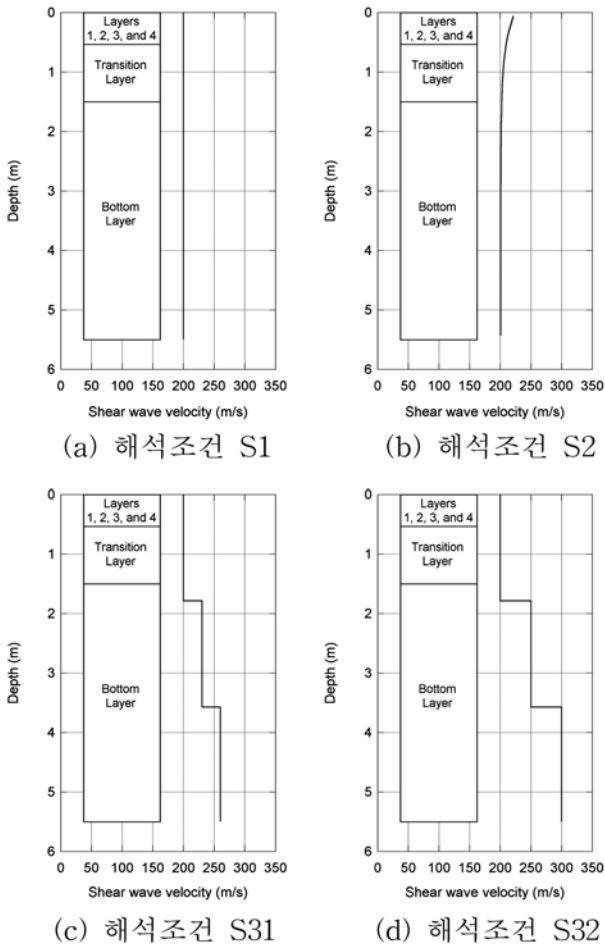 0
Layers
1, 2, 3, and 4
1
Transition
Layer
2
Depth (m)
3
Bottom
Layer
4
5
6
0 50 100 150 200 250 300 350
Shear wave velocity (m/s)
(a) 해석조건 S1
0
Layers
1, 2, 3, and 4
1
Transition
Layer
2
Depth (m)
3
Bottom
Layer
4
5
6
0 50 100 150 200 250 300 350
Shear wave velocity (m/s)
(b) 해석조건 S2
0
Layers
1, 2, 3, and 4
1
Transition
Layer
2
Depth (m)
3
Bottom
Layer
4
5
6
0 50 100 150 200 250 300 350
Shear wave velocity (m/s)
(c) 해석조건 S31
0
Layers
1, 2, 3, and 4
1
Transition
Layer
2
Depth (m)
3
Bottom
Layer
4
5
6
0 50 100 150 200 250 300 350
Shear wave velocity (m/s)
(d) 해석조건 S32